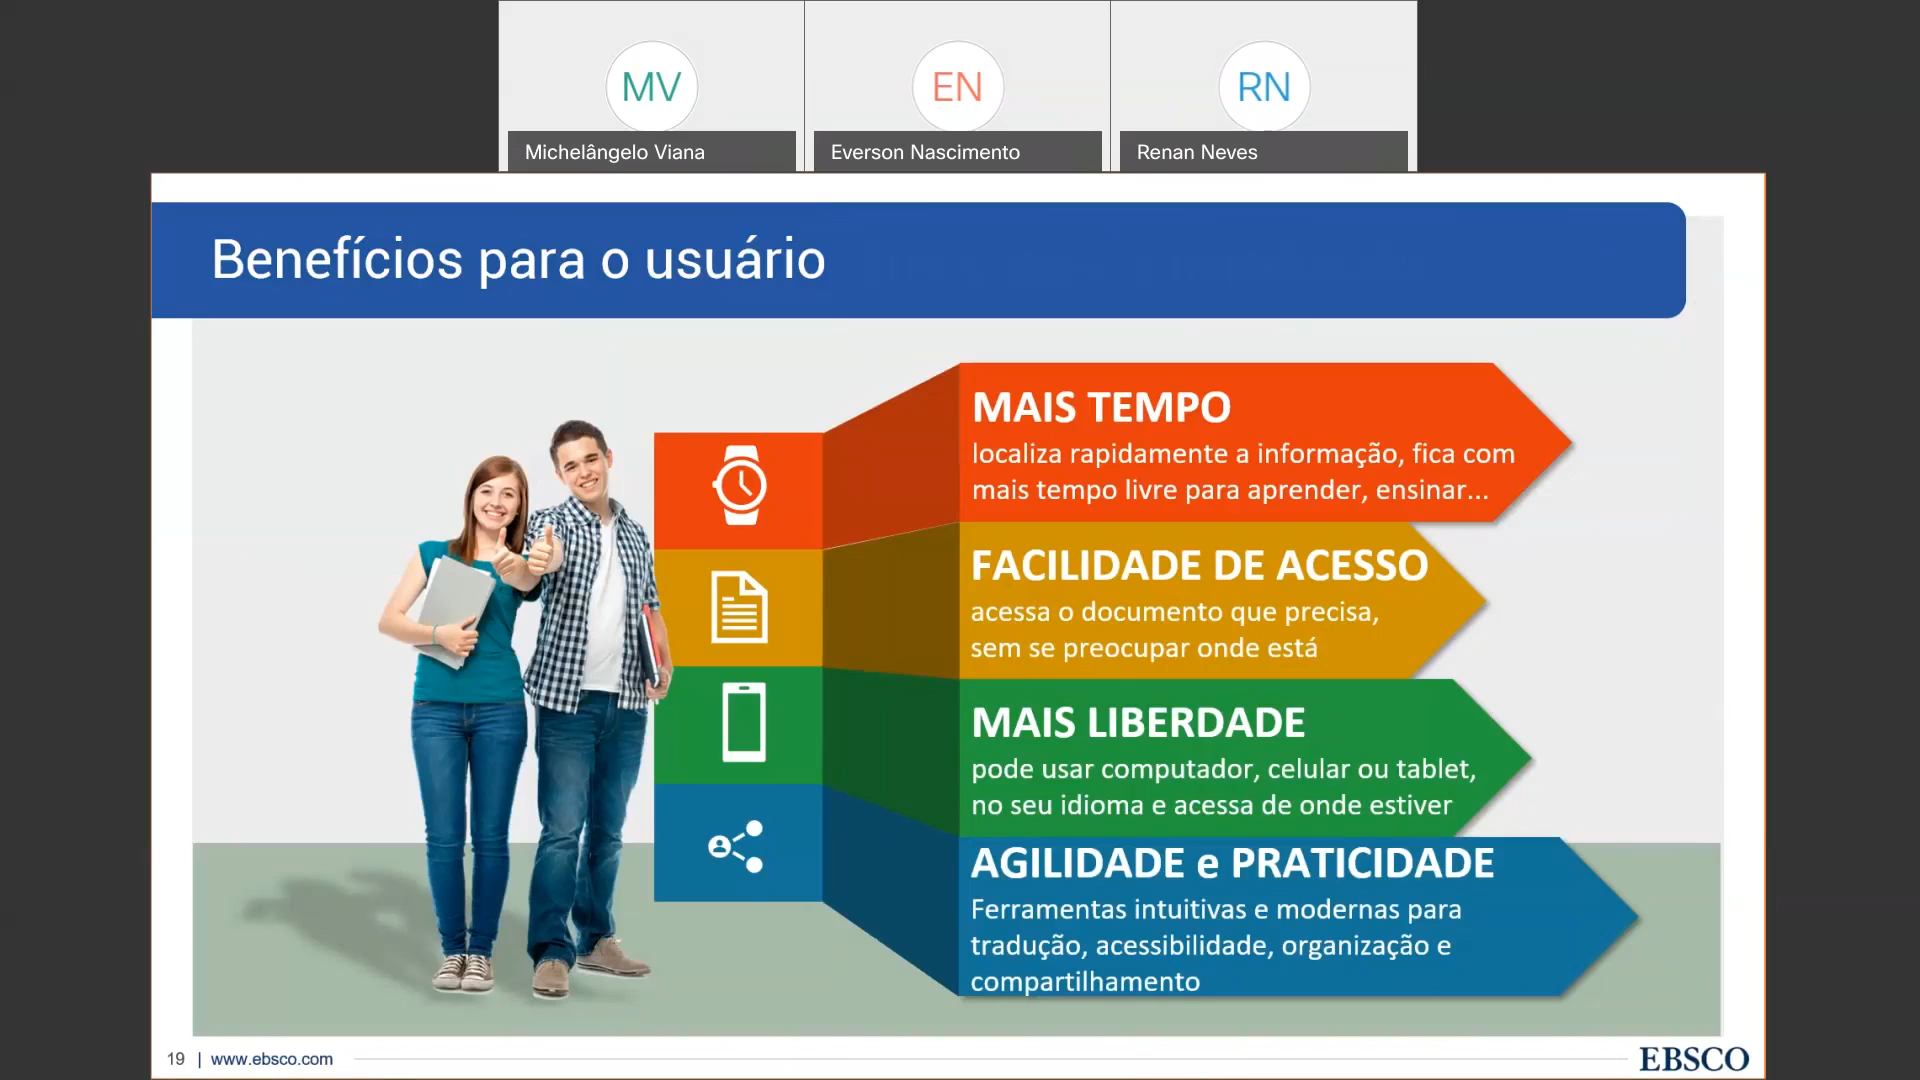 MV
EN
RN
Michelângelo Viana
Everson Nascimento
Renan Neves
Benefícios para o usuário
MAIS TEMPO
localiza rapidamente a informação, fica com
mais tempo livre para aprender, ensinar...
FACILIDADE DE ACESSO
acessa o documento que precisa,
sem se preocupar onde está
MAIS LIBERDADE
pode usar computador, celular ou tablet,
no seu idioma e acessa de onde estiver
AGILIDADE e PRATICIDADE
Ferramentas intuitivas e modernas para
tradução, acessibilidade, organização e
compartilhamento
19 | www.ebsco.com
EBSCO